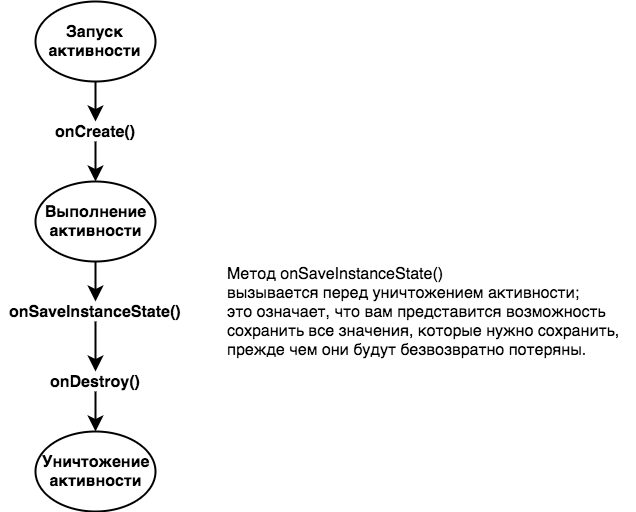 Запуск
активности
onCreate()
Выполнение
активности
onSaveInstanceState()
Метод onSaveInstanceState()
вызывается перед уничтожением активности;
это означает, что вам представится возможность
сохранить все значения, которые нужно сохранить,
прежде чем они будут безвозвратно потеряны.
onDestroy()
Уничтожение
активности